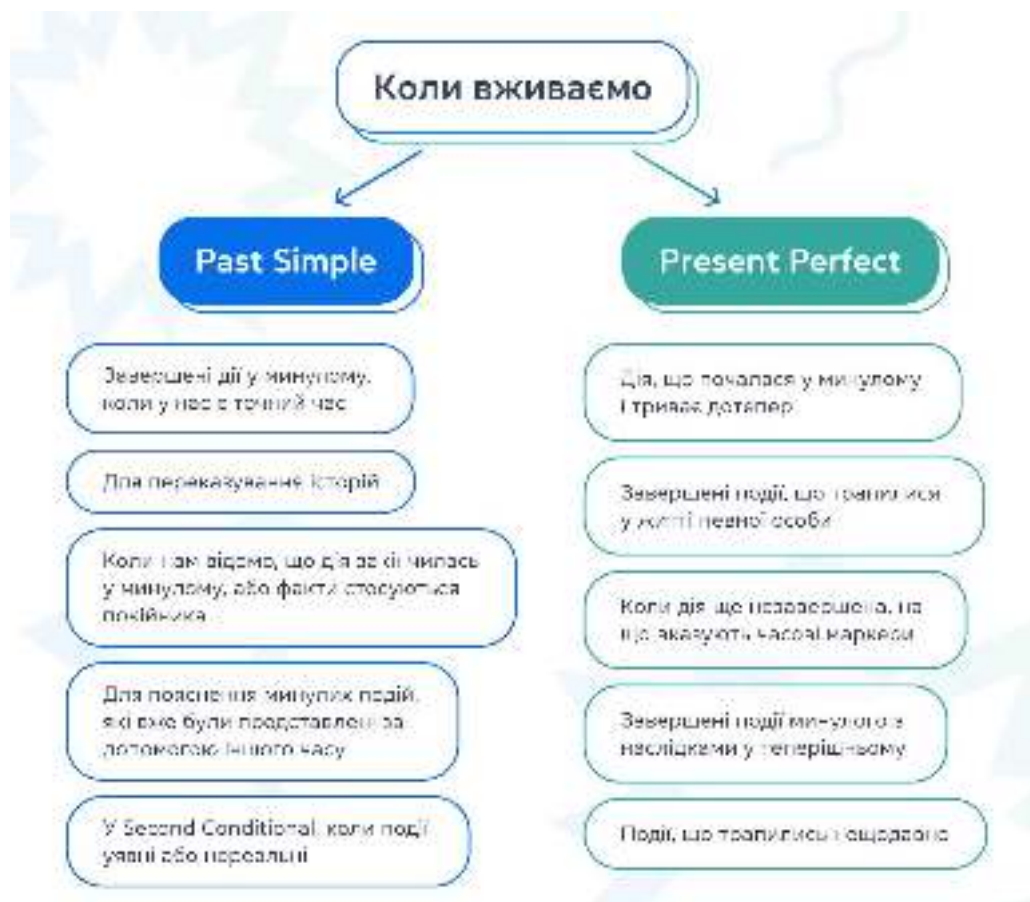 Коли вживаємо
Past Simple
Завершені дії у минулому,
коли у нас є точний час
Для переказування історій
Коли нам відомо, що дія закінчилась
у минулому, або факти стосуються
покійника
Для пояснення минулих подій,
які вже були представлені за
допомогою іншого часу
У Second Conditional, коли події
уявні або нереальні
Present Perfect
Дія, що почалася у минулому
і триває дотепер
Завершені події, що трапилися
у житті певної особи
Коли дія ще незавершена, на
що вказують часові маркери
Завершені події минулого з
наслідками у теперішньому
Події, що трапились нещодавно